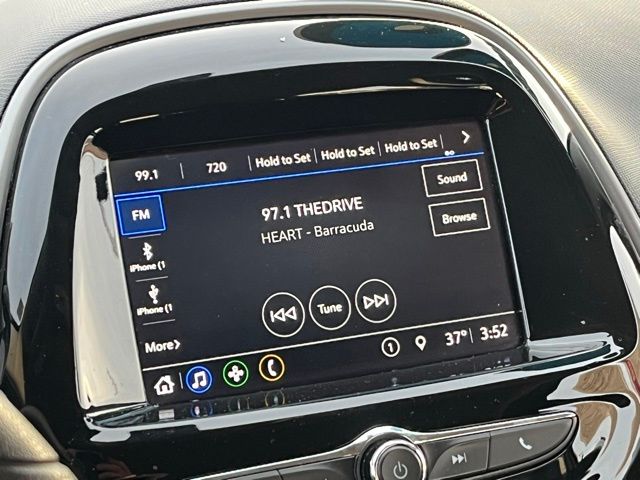 99.1 720 Hold to Set Hold to Set Hold to Set
FM
97.1 THEDRIVE
HEART - Barracuda
Sound
Browse
iPhone (1
iPhone (1
Tune
More
1 37° 3:52